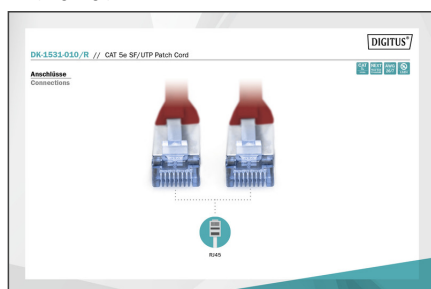 DIGITUS®
DK-1531-010/R // CAT 5e SF/UTP Patch Cord
Anschlüsse
Connections
RJ45